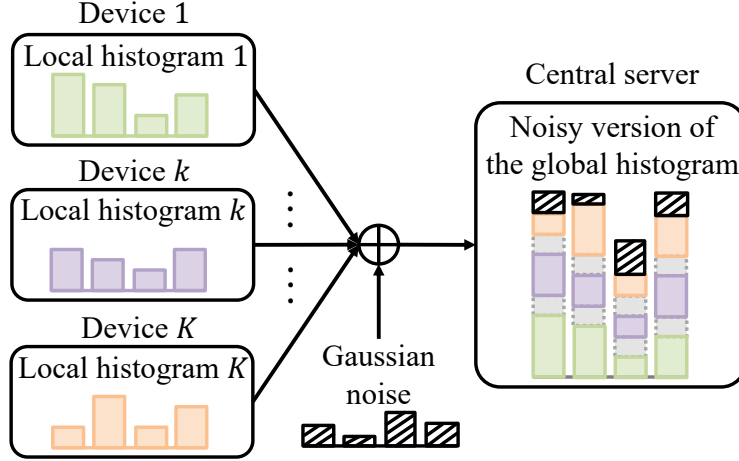 Device 1
Local histogram 1
Device k
Local histogram k
Device K
Local histogram K
Gaussian
noise
Central server
Noisy version of
the global histogram